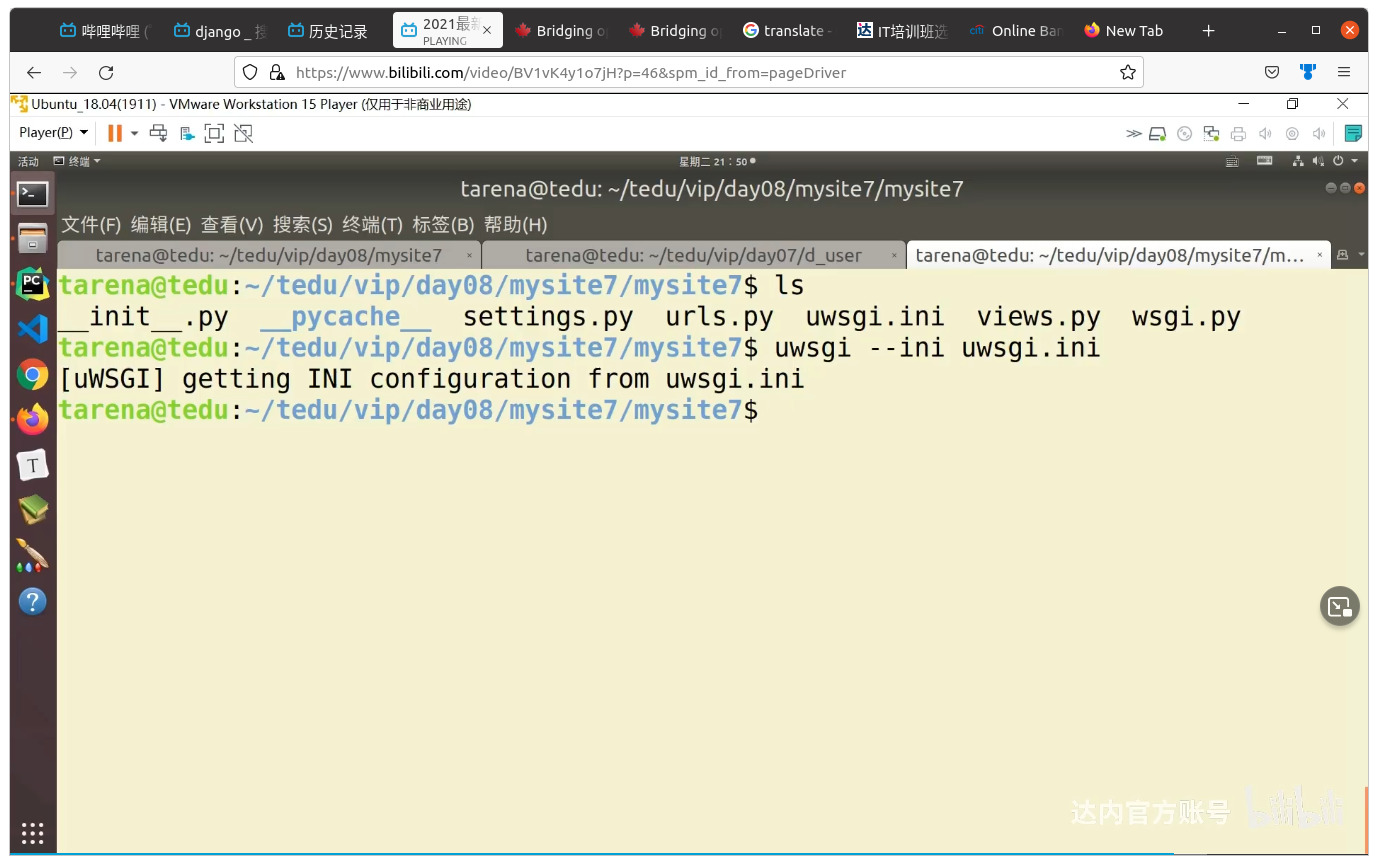 哔哩哔哩 (
django _ 搜
历史记录
2021最新
PLAYING
Bridging o
Bridging o
translate -
IT培训班选
citi
Online Ban
New Tab
https://www.bilibili.com/video/BV1vK4y1o7jH?p=46&spm_id_from=pageDriver
Ubuntu_18.04(1911) - VMware Workstation 15 Player (仅用于非商业用途)
Player(P)
活动
终端
星期二 21:50
tarena@tedu: ~/tedu/vip/day08/mysite7/mysite7
文件(F) 编辑(E) 查看(V) 搜索(S) 终端(T) 标签(B) 帮助(H)
tarena@tedu: ~/tedu/vip/day08/mysite7
tarena@tedu: ~/tedu/vip/day07/d_user
tarena@tedu: ~/tedu/vip/day08/mysite7/m...
tarena@tedu:~/tedu/vip/day08/mysite7/mysite7$ ls
__init__.py __pycache__ settings.py urls.py uwsgi.ini views.py wsgi.py
tarena@tedu:~/tedu/vip/day08/mysite7/mysite7$ uwsgi --ini uwsgi.ini
[uWSGI] getting INI configuration from uwsgi.ini
tarena@tedu:~/tedu/vip/day08/mysite7/mysite7$
达内官方账号 bilibili